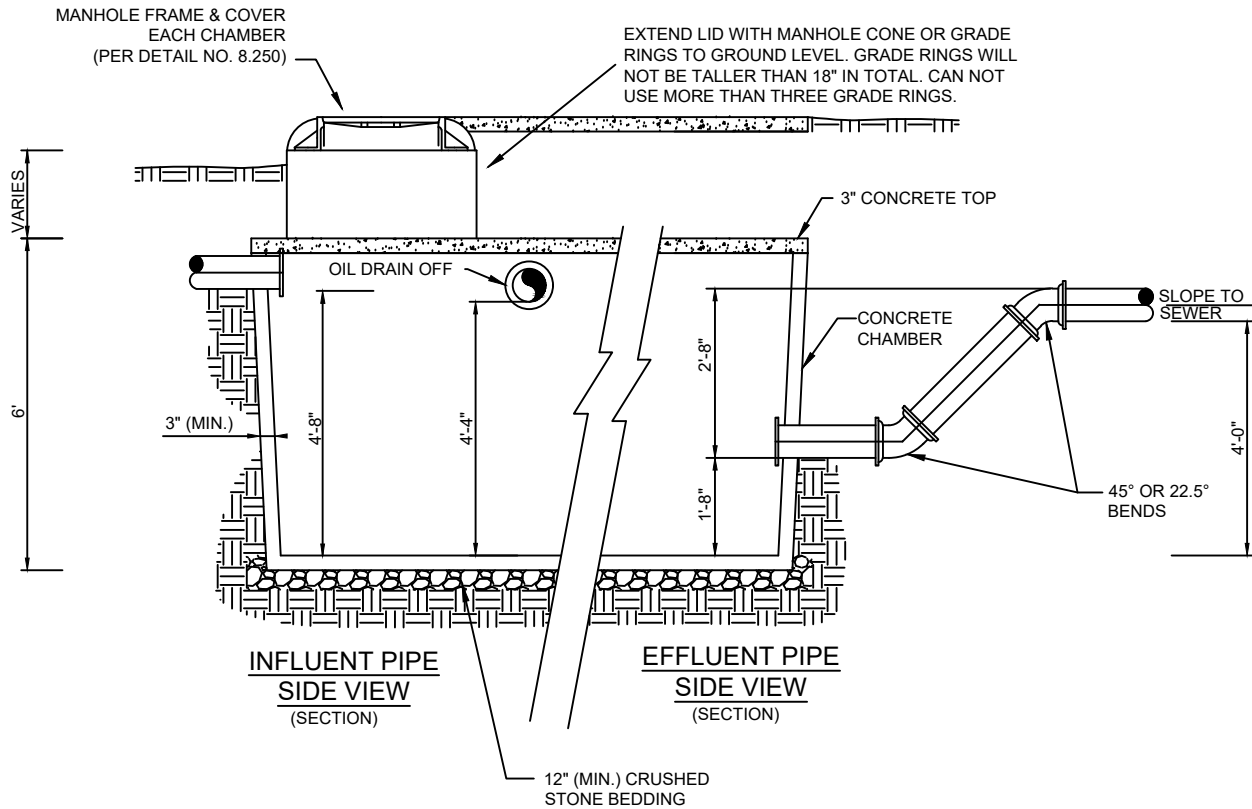 MANHOLE FRAME & COVER
EACH CHAMBER
(PER DETAIL NO. 8.250)
EXTEND LID WITH MANHOLE CONE OR GRADE
RINGS TO GROUND LEVEL. GRADE RINGS WILL
NOT BE TALLER THAN 18" IN TOTAL. CAN NOT
USE MORE THAN THREE GRADE RINGS.
VARIES
3" CONCRETE TOP
OIL DRAIN OFF
SLOPE TO
SEWER
CONCRETE
CHAMBER
2'-8"
6'
3" (MIN.)
4'-8"
4'-4"
4'-0"
1'-8"
45° OR 22.5°
BENDS
INFLUENT PIPE
SIDE VIEW
(SECTION)
EFFLUENT PIPE
SIDE VIEW
(SECTION)
12" (MIN.) CRUSHED
STONE BEDDING